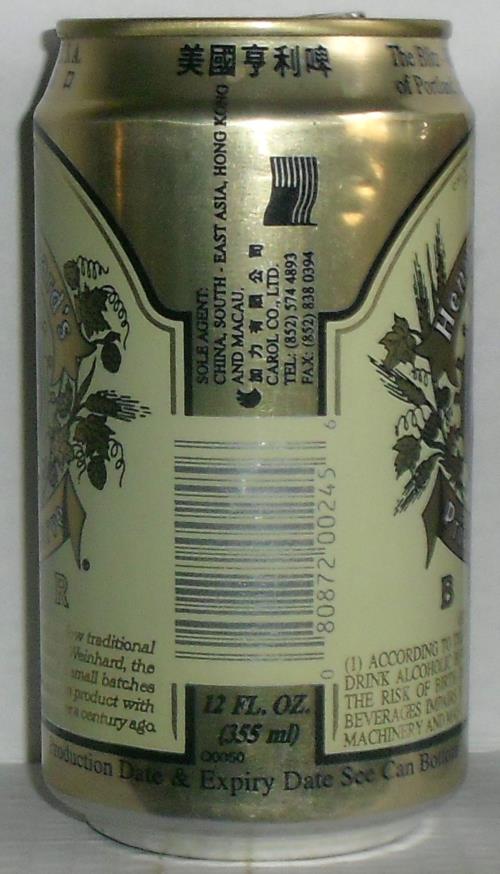 美國亨利啤
The Blitz
of Portland
SOLE AGENT:
CHINA, SOUTH - EAST ASIA, HONG KONG
AND MACAU.
加力有限公司
CAROL CO., LTD.
TEL: (852) 574 4893
FAX: (852) 838 0394
0 80872 00245 6
12 FL. OZ.
(355 ml)
Q0050
Production Date & Expiry Date See Can Bottom
traditional
Weinhard, the
small batches
product with
a century ago.
R
B
(1) ACCORDING TO
DRINK ALCOHOLIC
THE RISK OF BIRTH
BEVERAGES IMPAIRS
MACHINERY AND